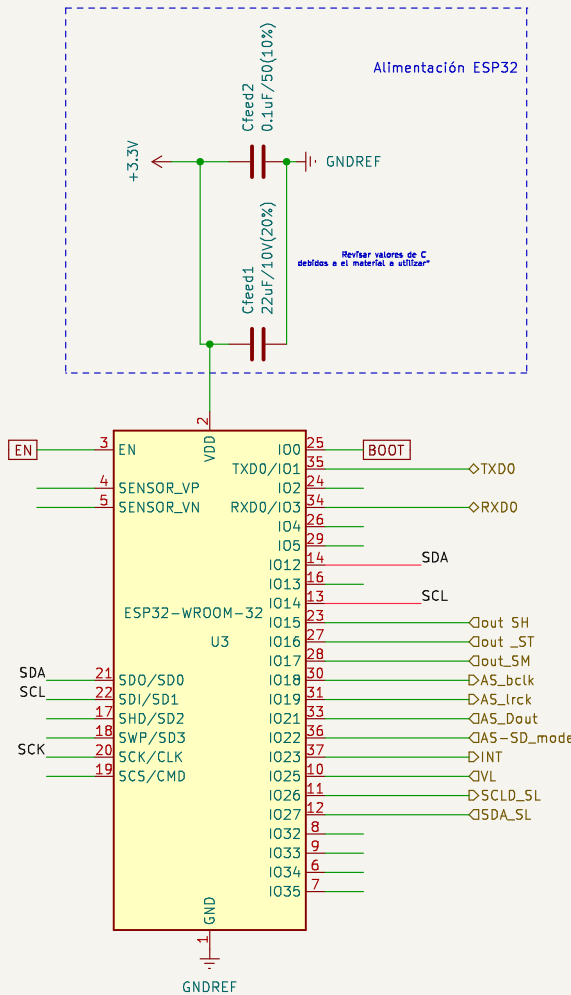 Alimentación ESP32
Cfeed2
0.1uF/50(10%)
+3.3V
GNDREF
Cfeed1
22uF/10V(20%)
Revisar valores de C
debidos a el material a utilizar*
2
VDD
EN 3 EN
4 SENSOR_VP
5 SENSOR_VN
ESP32-WROOM-32
U3
SDA 21 SDO/SD0
SCL 22 SDI/SD1
17 SHD/SD2
18 SWP/SD3
SCK 20 SCK/CLK
19 SCS/CMD
IO0 25 BOOT
TXD0/IO1 35 TXD0
IO2 24
RXD0/IO3 34 RXD0
IO4 26
IO5 29
IO12 14 SDA
IO13 16
IO14 13 SCL
IO15 23 out SH
IO16 27 out _ST
IO17 28 out_SM
IO18 30 AS_bclk
IO19 31 AS_lrck
IO21 33 AS_Dout
IO22 36 AS-SD_mode
IO23 37 INT
IO25 10 VL
IO26 11 SCLD_SL
IO27 12 SDA_SL
IO32 8
IO33 9
IO34 6
IO35 7
GND
1
GNDREF